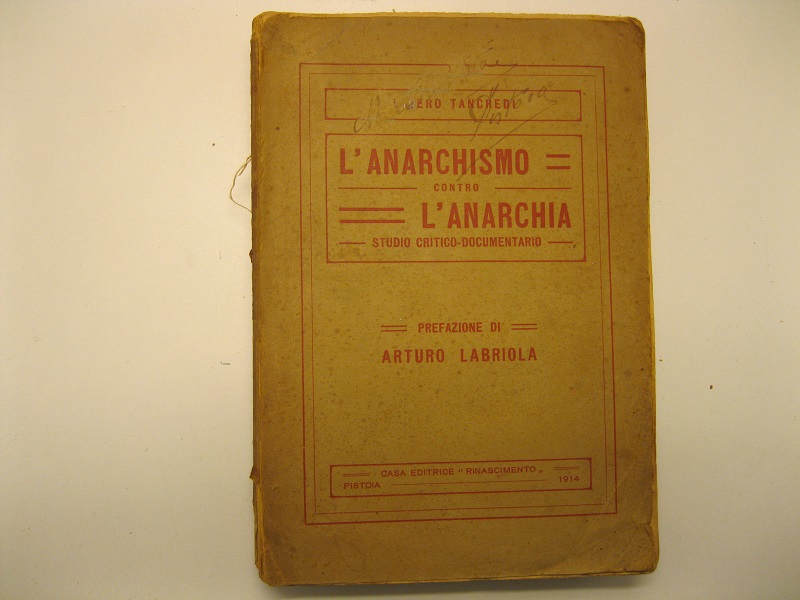 TANCREDI
L'ANARCHISMO
CONTRO
L'ANARCHIA
STUDIO CRITICO-DOCUMENTARIO
PREFAZIONE DI
ARTURO LABRIOLA
CASA EDITRICE "RINASCIMENTO„
PISTOIA 1914